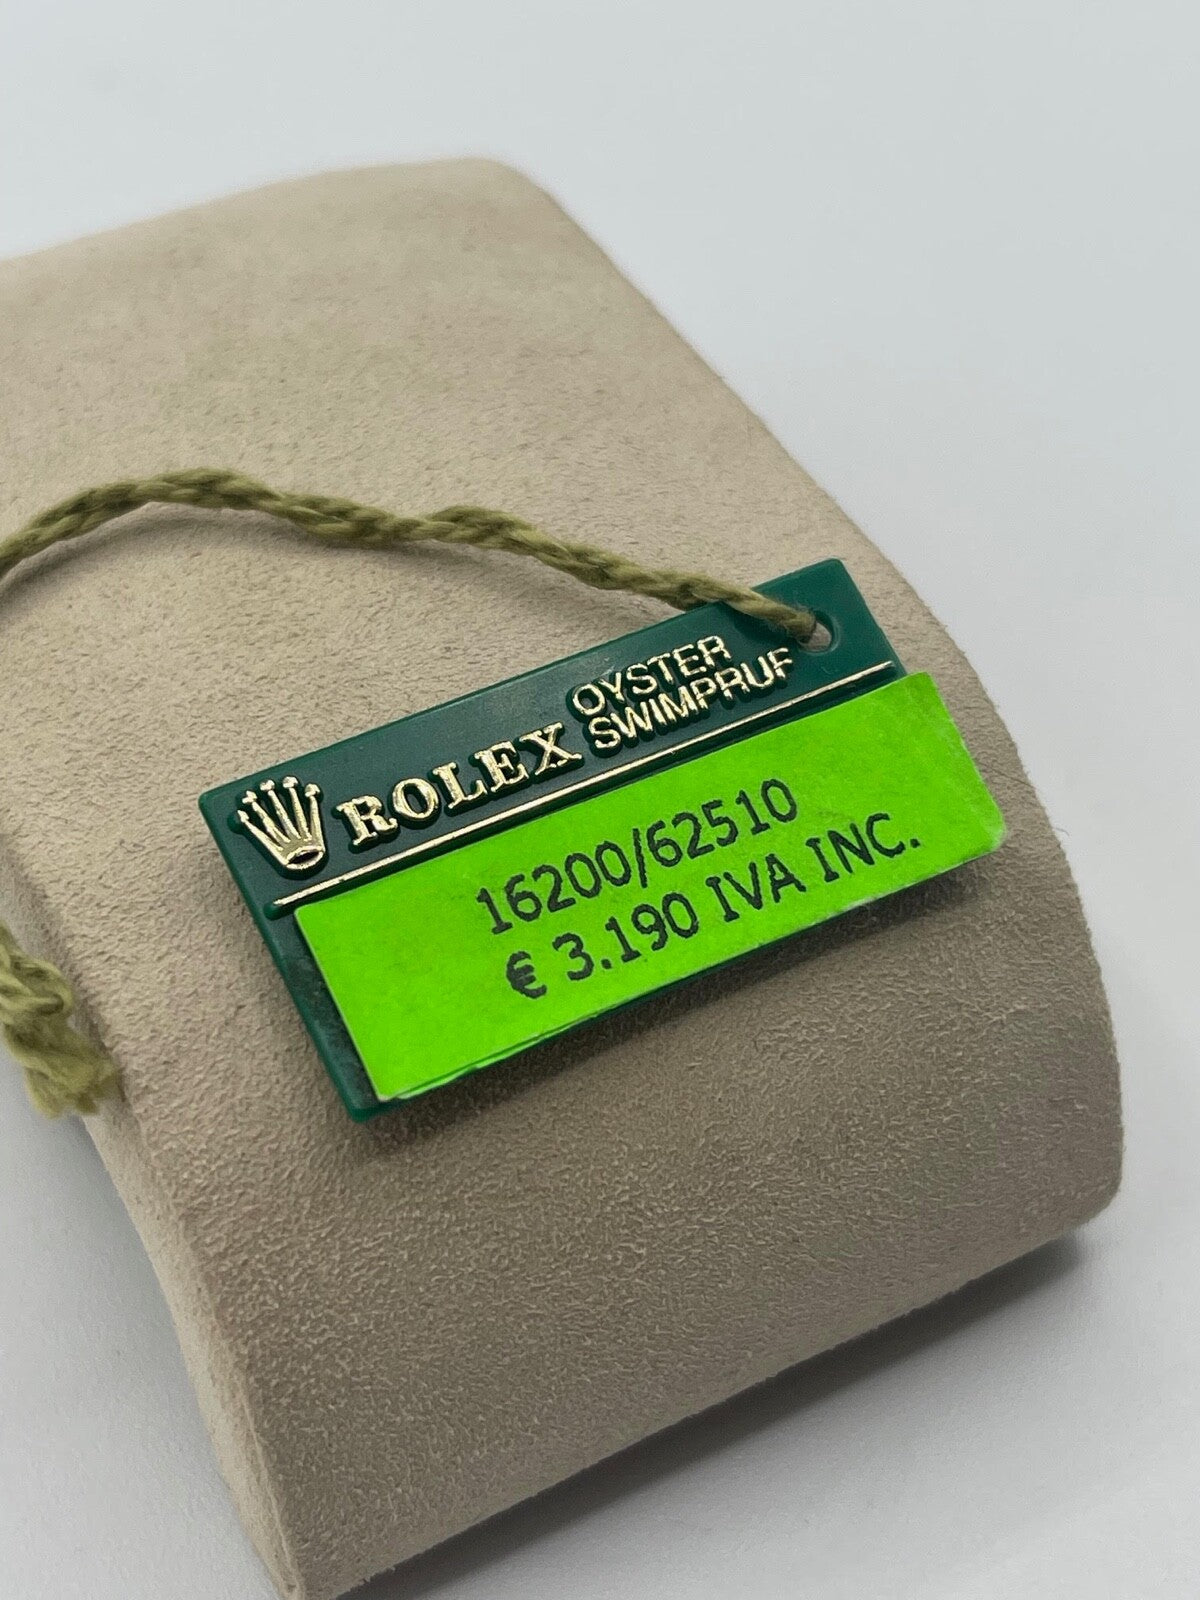 ROLEX OYSTER
SWIMPRUF
16200/62510
€ 3.190 IVA INC.